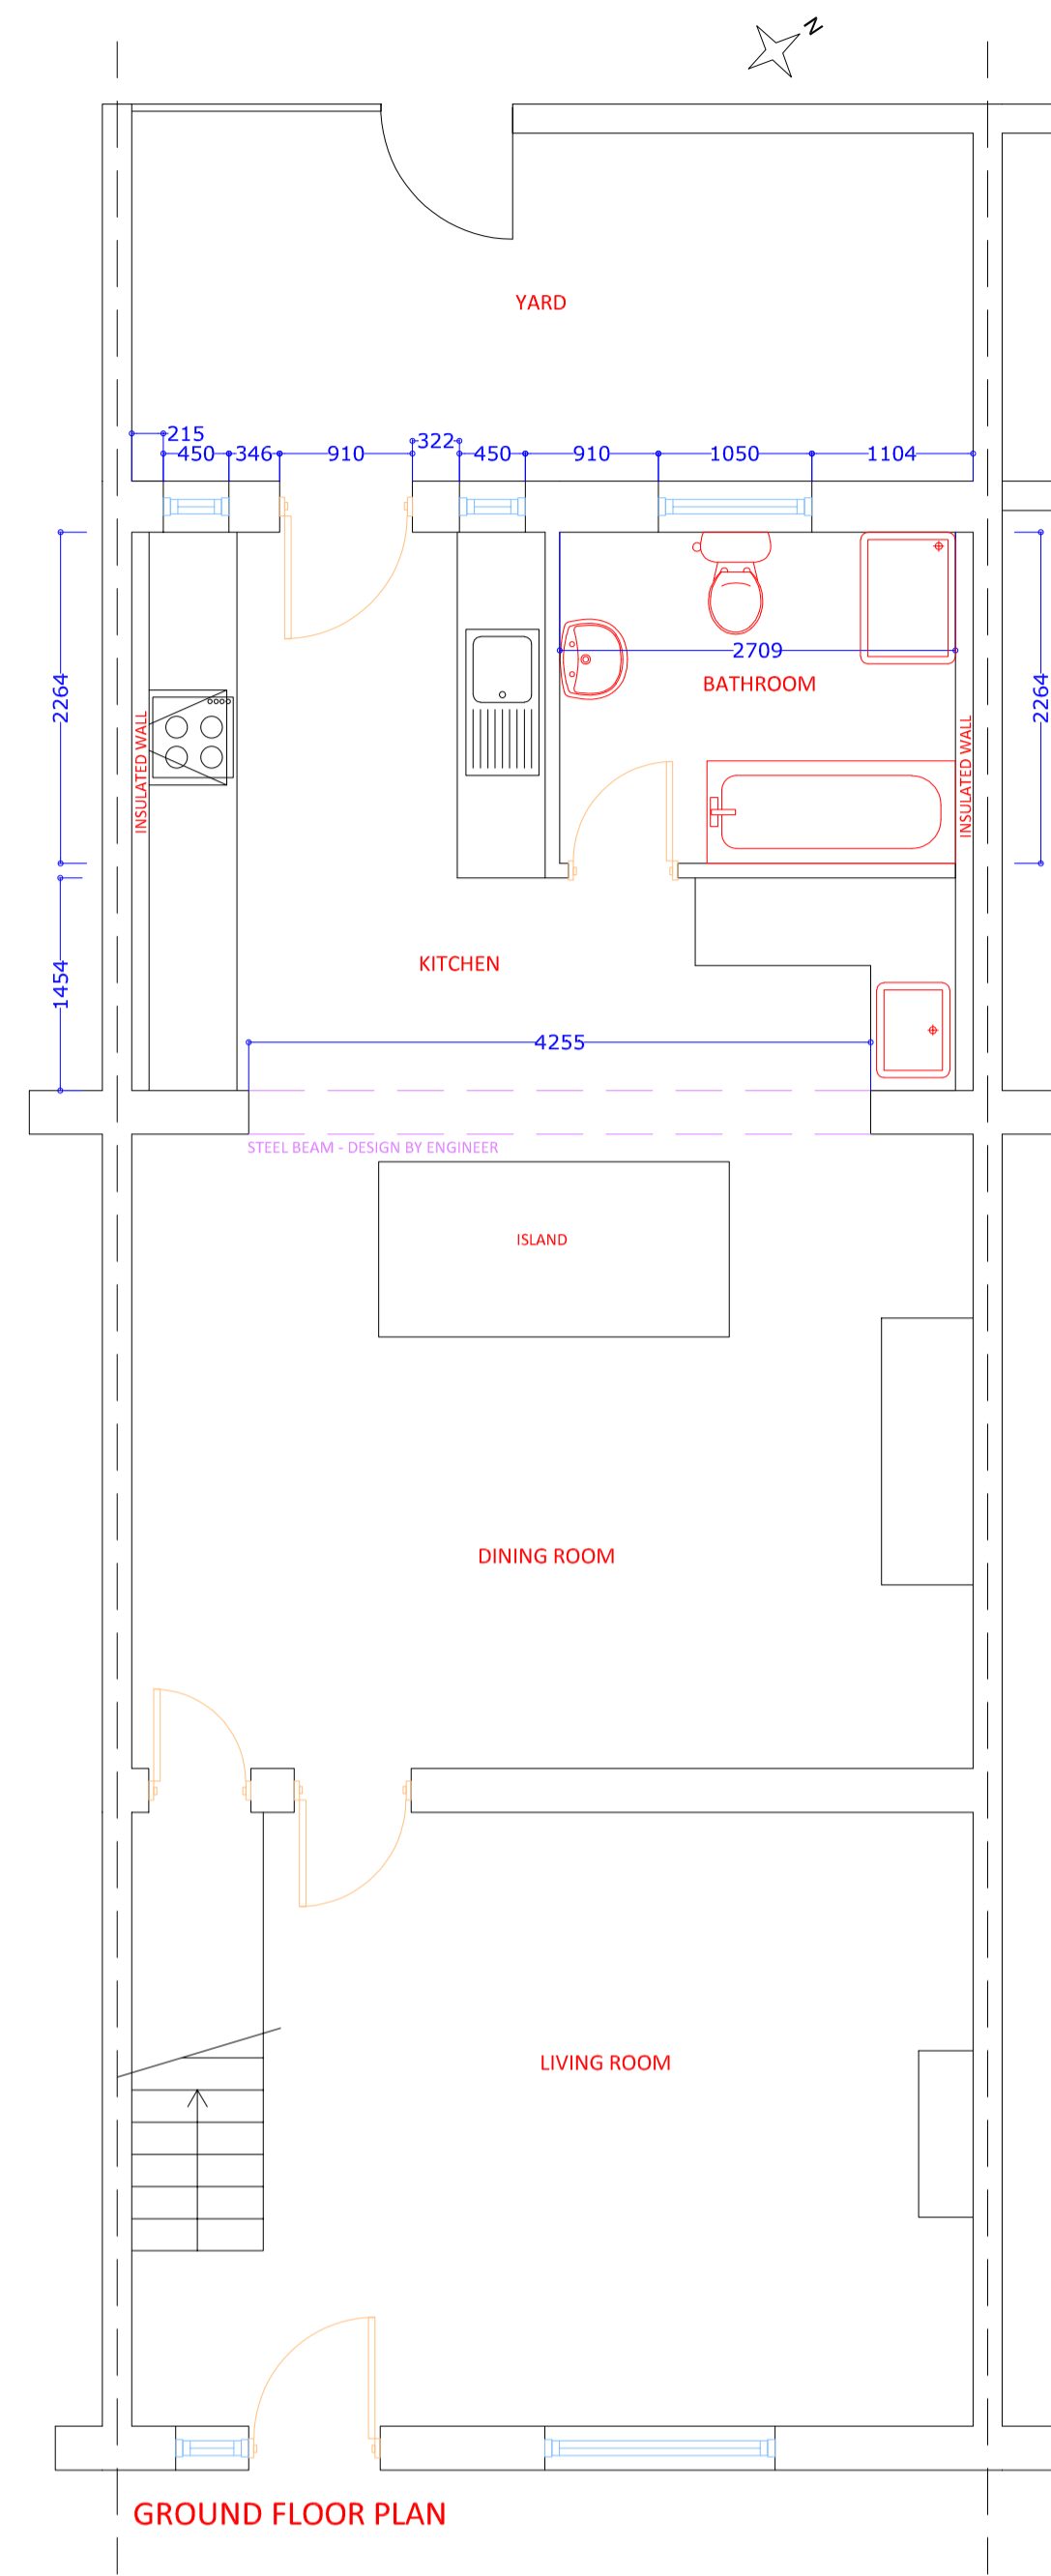 N
YARD
215
450
346
910
322
450
910
1050
1104
2264
2709
BATHROOM
2264
INSULATED WALL
INSULATED WALL
KITCHEN
1454
4255
STEEL BEAM - DESIGN BY ENGINEER
ISLAND
DINING ROOM
LIVING ROOM
GROUND FLOOR PLAN